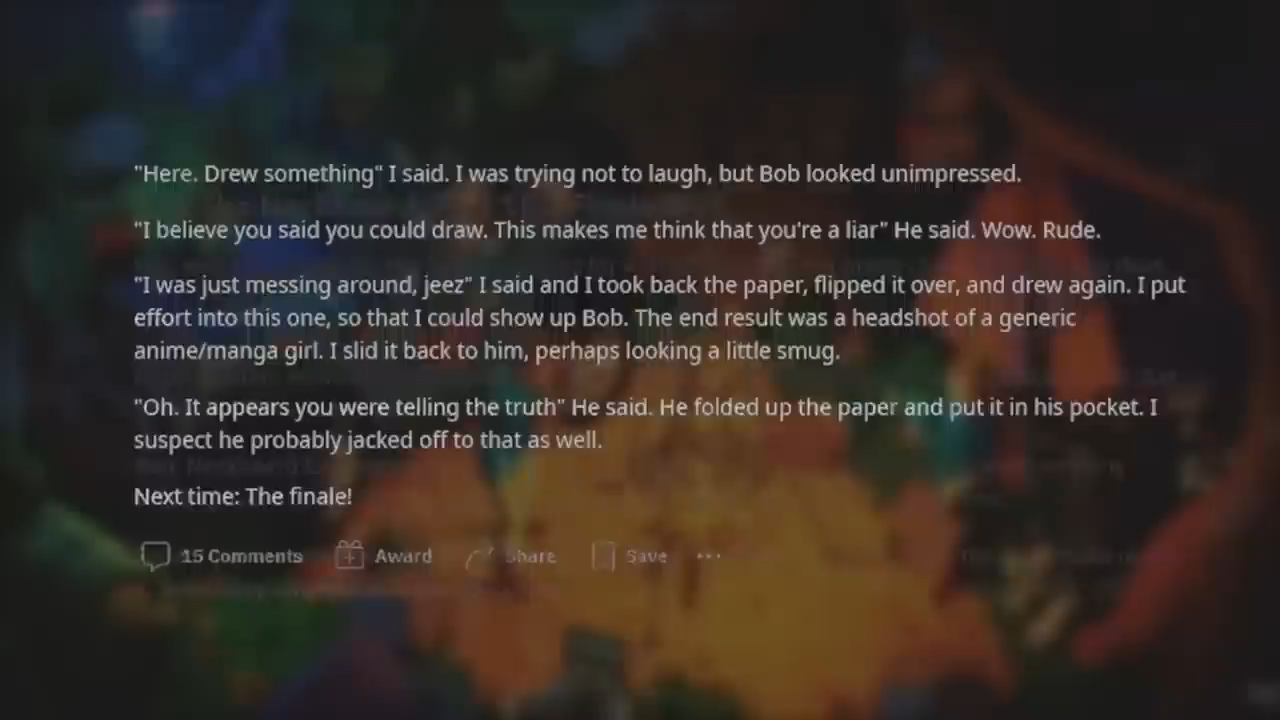 "Here. Drew something" I said. I was trying not to laugh, but Bob looked unimpressed.
"I believe you said you could draw. This makes me think that you're a liar" He said. Wow. Rude.
"I was just messing around, jeez" I said and I took back the paper, flipped it over, and drew again. I put
effort into this one, so that I could show up Bob. The end result was a headshot of a generic
anime/manga girl. I slid it back to him, perhaps looking a little smug.
"Oh. It appears you were telling the truth" He said. He folded up the paper and put it in his pocket. I
suspect he probably jacked off to that as well.
Next time: The finale!
15 Comments Award Share Save